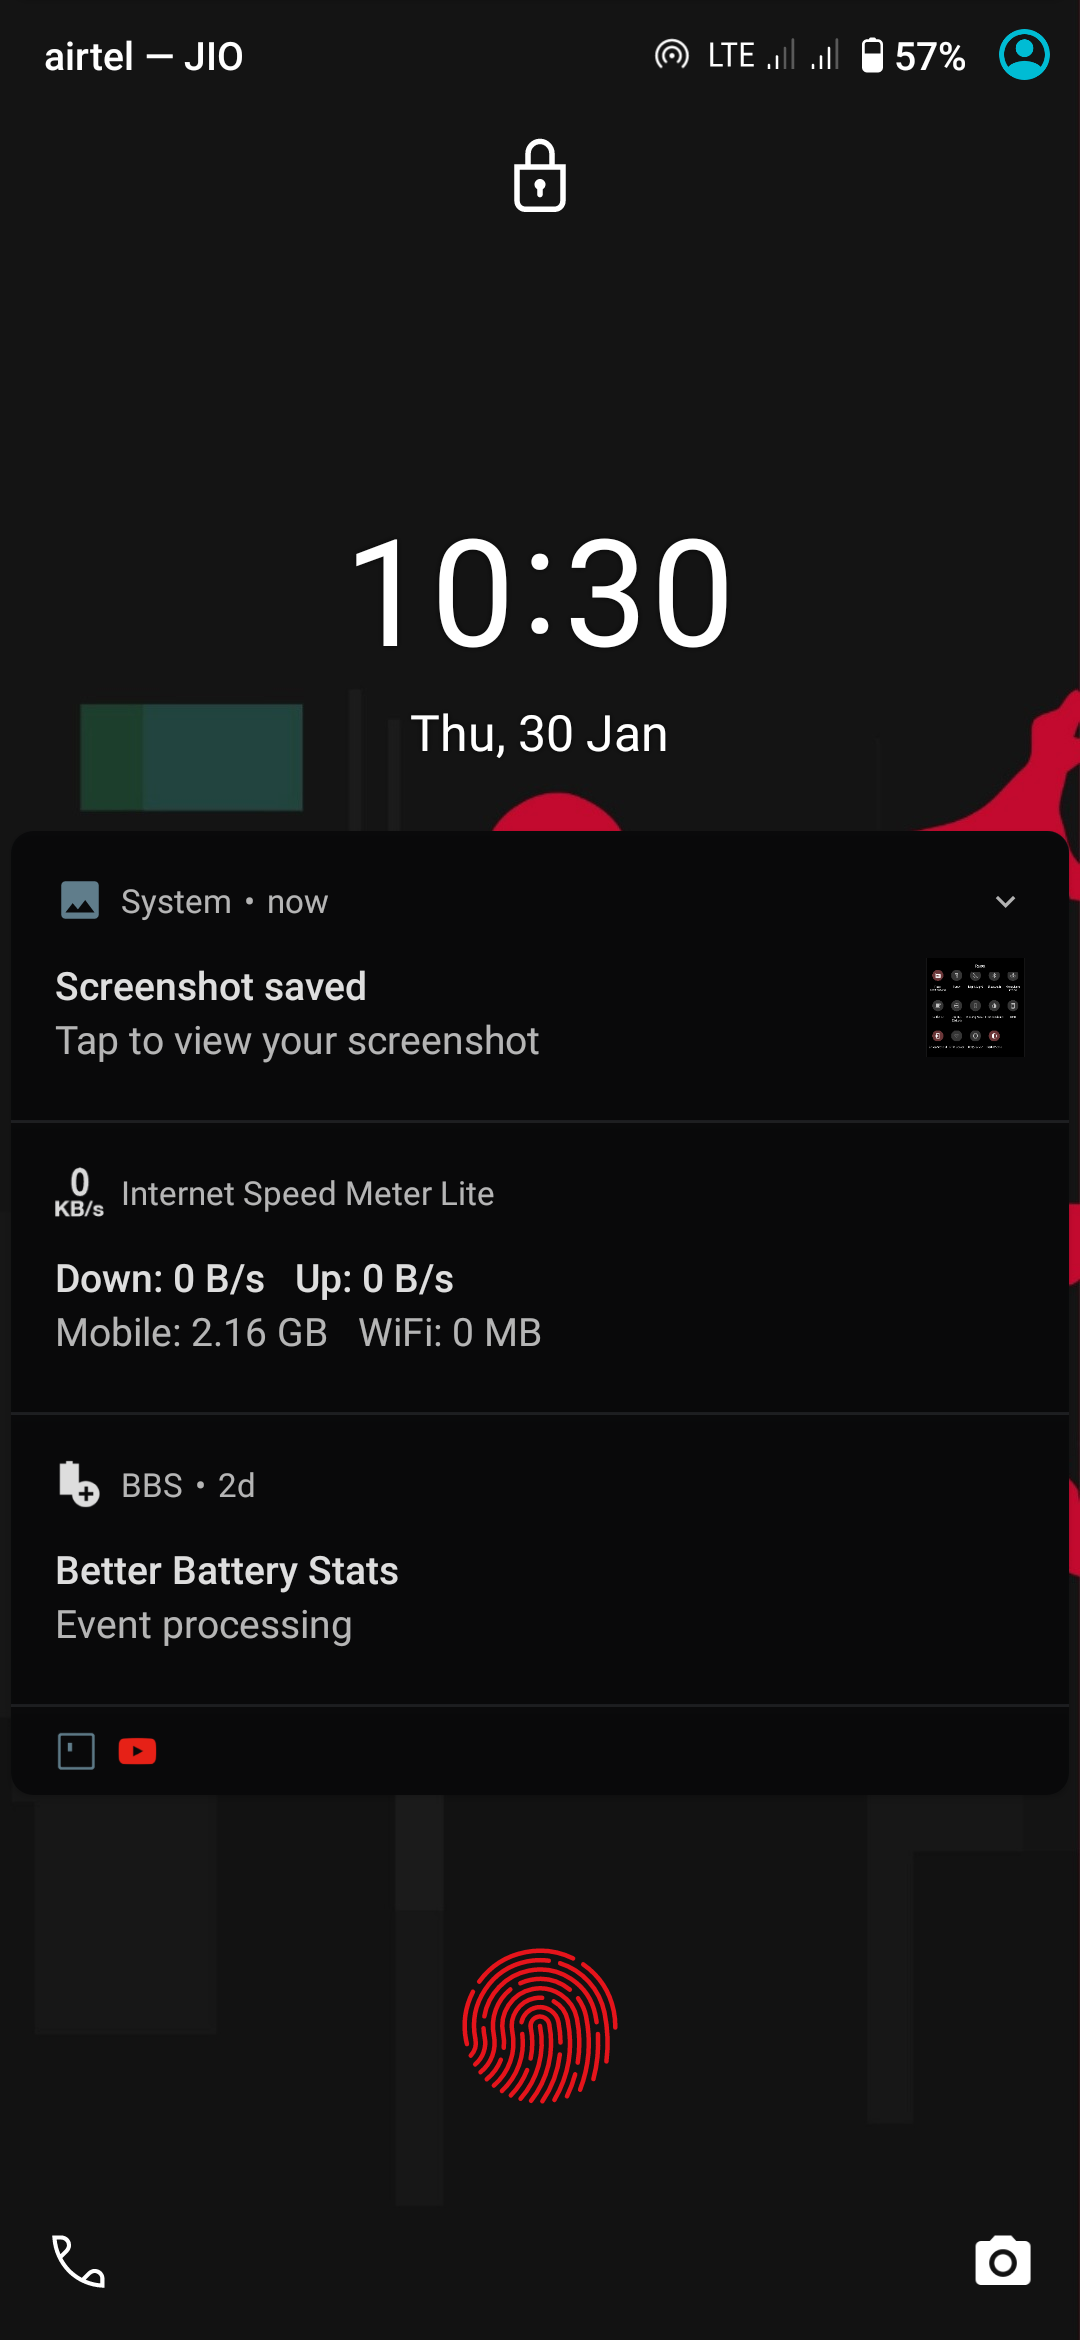 airtel — JIO LTE 57%
10:30
Thu, 30 Jan
System • now
Screenshot saved
Tap to view your screenshot
0
KB/s Internet Speed Meter Lite
Down: 0 B/s Up: 0 B/s
Mobile: 2.16 GB WiFi: 0 MB
BBS • 2d
Better Battery Stats
Event processing